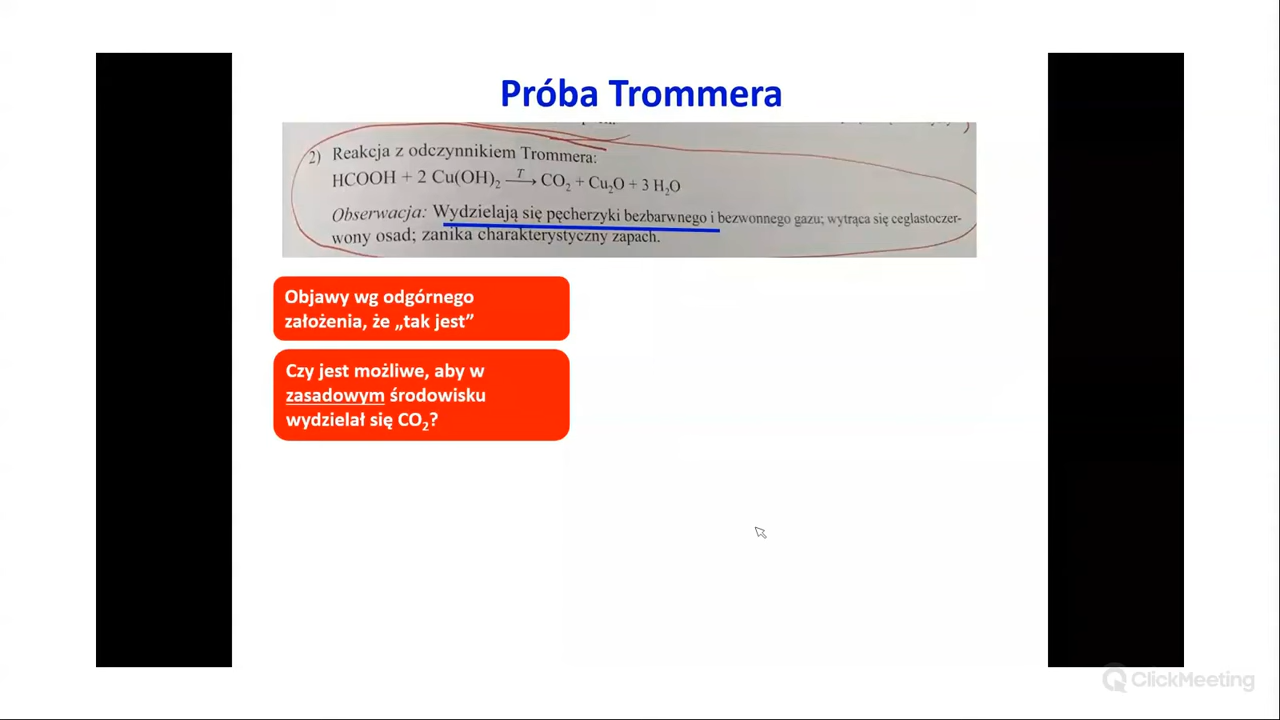 Próba Trommera
2) Reakcja z odczynnikiem Trommera:
HCOOH + 2 Cu(OH)₂ —T→ CO₂ + Cu₂O + 3 H₂O
Obserwacja: Wydzielają się pęcherzyki bezbarwnego i bezwonnego gazu; wytrąca się ceglastoczer-
wony osad; zanika charakterystyczny zapach.
Objawy wg odgórnego
założenia, że „tak jest”
Czy jest możliwe, aby w
zasadowym środowisku
wydzielał się CO₂?
ClickMeeting